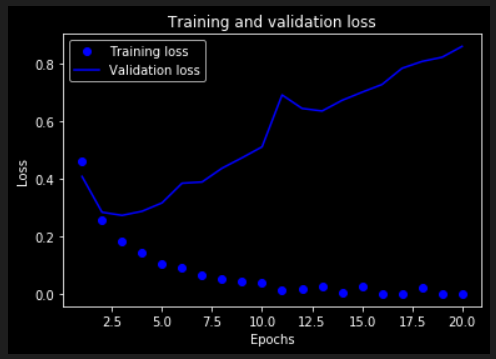 Training and validation loss
Training loss
Validation loss
0.8
0.6
0.4
0.2
0.0
Loss
2.5 5.0 7.5 10.0 12.5 15.0 17.5 20.0
Epochs